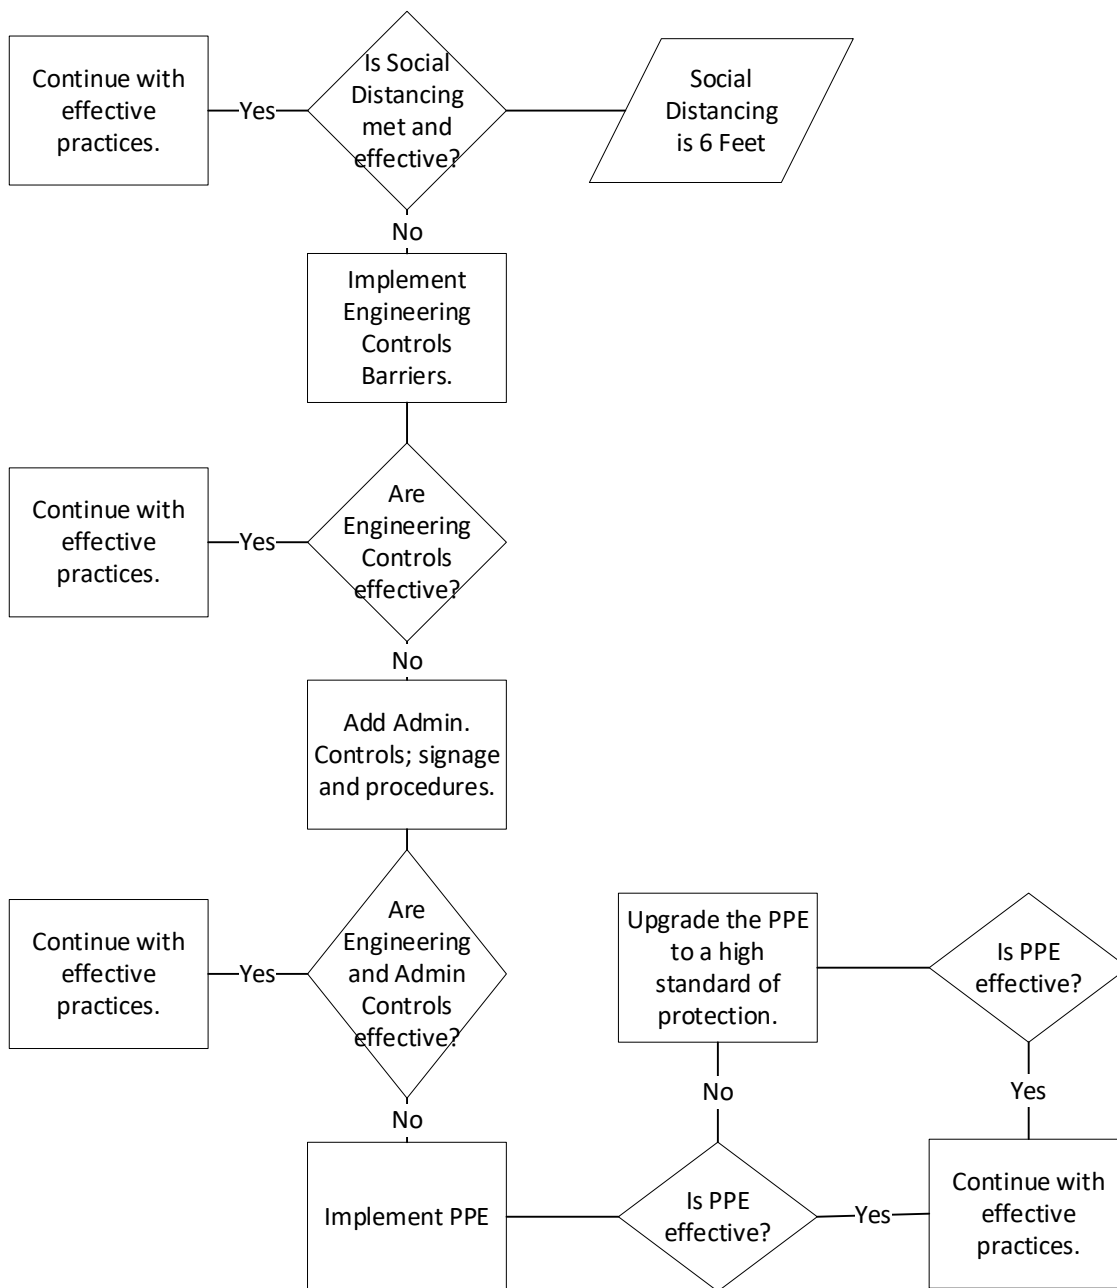 Continue with
effective
practices.
Yes
Is Social
Distancing
met and
effective?
Social
Distancing
is 6 Feet
No
Implement
Engineering
Controls
Barriers.
Continue with
effective
practices.
Yes
Are
Engineering
Controls
effective?
No
Add Admin.
Controls; signage
and procedures.
Continue with
effective
practices.
Yes
Are
Engineering
and Admin
Controls
effective?
Upgrade the PPE
to a high
standard of
protection.
Is PPE
effective?
No
No
Yes
Implement PPE
Is PPE
effective?
Yes
Continue with
effective
practices.